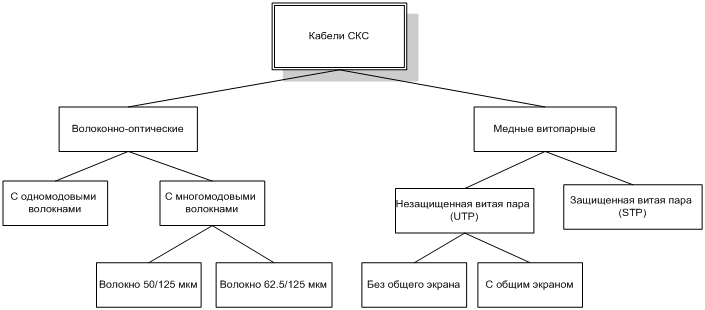 Кабели СКС
Волоконно-оптические
Медные витопарные
С одномодовыми
волокнами
С многомодовыми
волокнами
Незащищенная витая пара
(UTP)
Защищенная витая пара
(STP)
Волокно 50/125 мкм
Волокно 62.5/125 мкм
Без общего экрана
С общим экраном